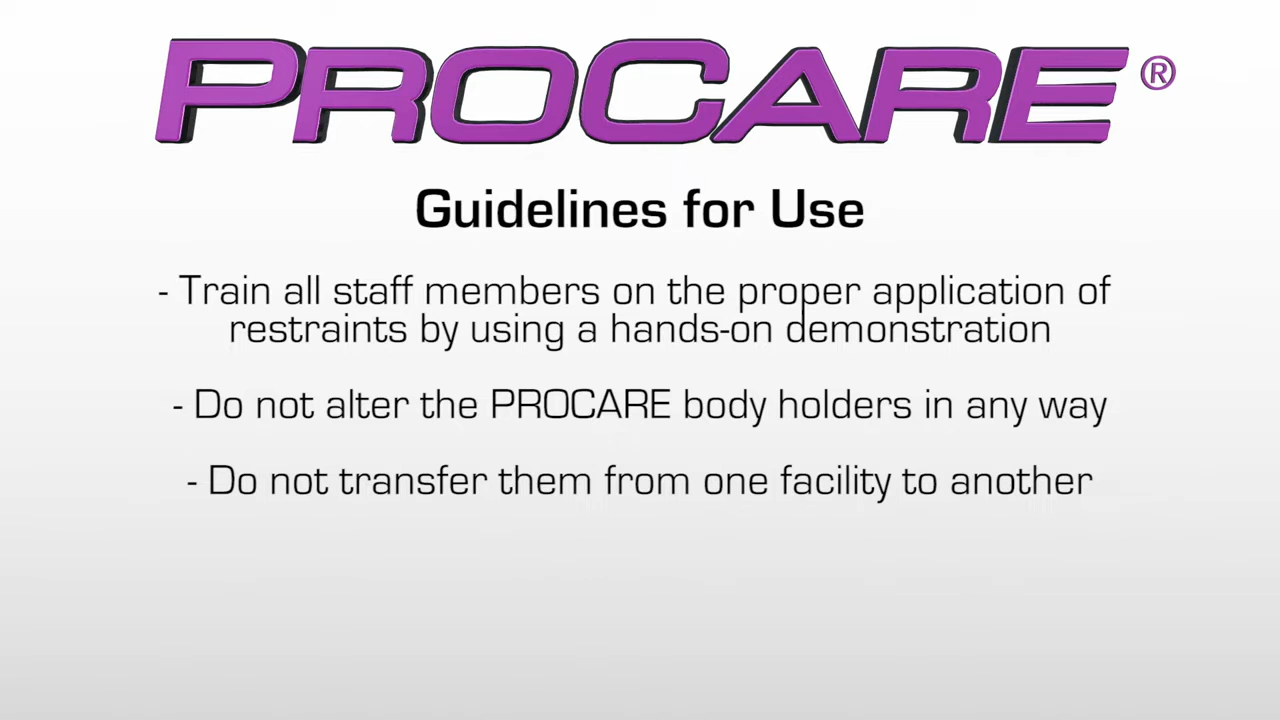 PROCARE®
Guidelines for Use
- Train all staff members on the proper application of
restraints by using a hands-on demonstration
- Do not alter the PROCARE body holders in any way
- Do not transfer them from one facility to another